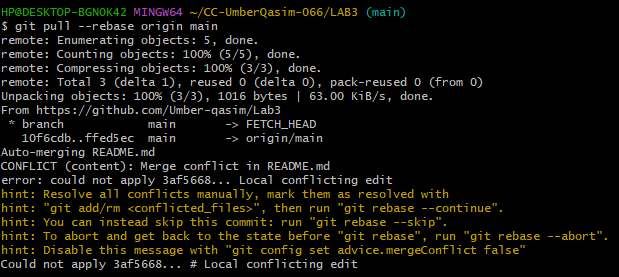 HP@DESKTOP-BGNOK42 MINGW64 ~/CC-UmberQasim-066/LAB3 (main)
$ git pull --rebase origin main
remote: Enumerating objects: 5, done.
remote: Counting objects: 100% (5/5), done.
remote: Compressing objects: 100% (3/3), done.
remote: Total 3 (delta 1), reused 0 (delta 0), pack-reused 0 (from 0)
Unpacking objects: 100% (3/3), 1016 bytes | 63.00 KiB/s, done.
From https://github.com/Umber-qasim/Lab3
 * branch            main       -> FETCH_HEAD
   10f6cdb..ffed5ec  main       -> origin/main
Auto-merging README.md
CONFLICT (content): Merge conflict in README.md
error: could not apply 3af5668... Local conflicting edit
hint: Resolve all conflicts manually, mark them as resolved with
hint: "git add/rm <conflicted_files>", then run "git rebase --continue".
hint: You can instead skip this commit: run "git rebase --skip".
hint: To abort and get back to the state before "git rebase", run "git rebase --abort".
hint: Disable this message with "git config set advice.mergeConflict false"
Could not apply 3af5668... # Local conflicting edit